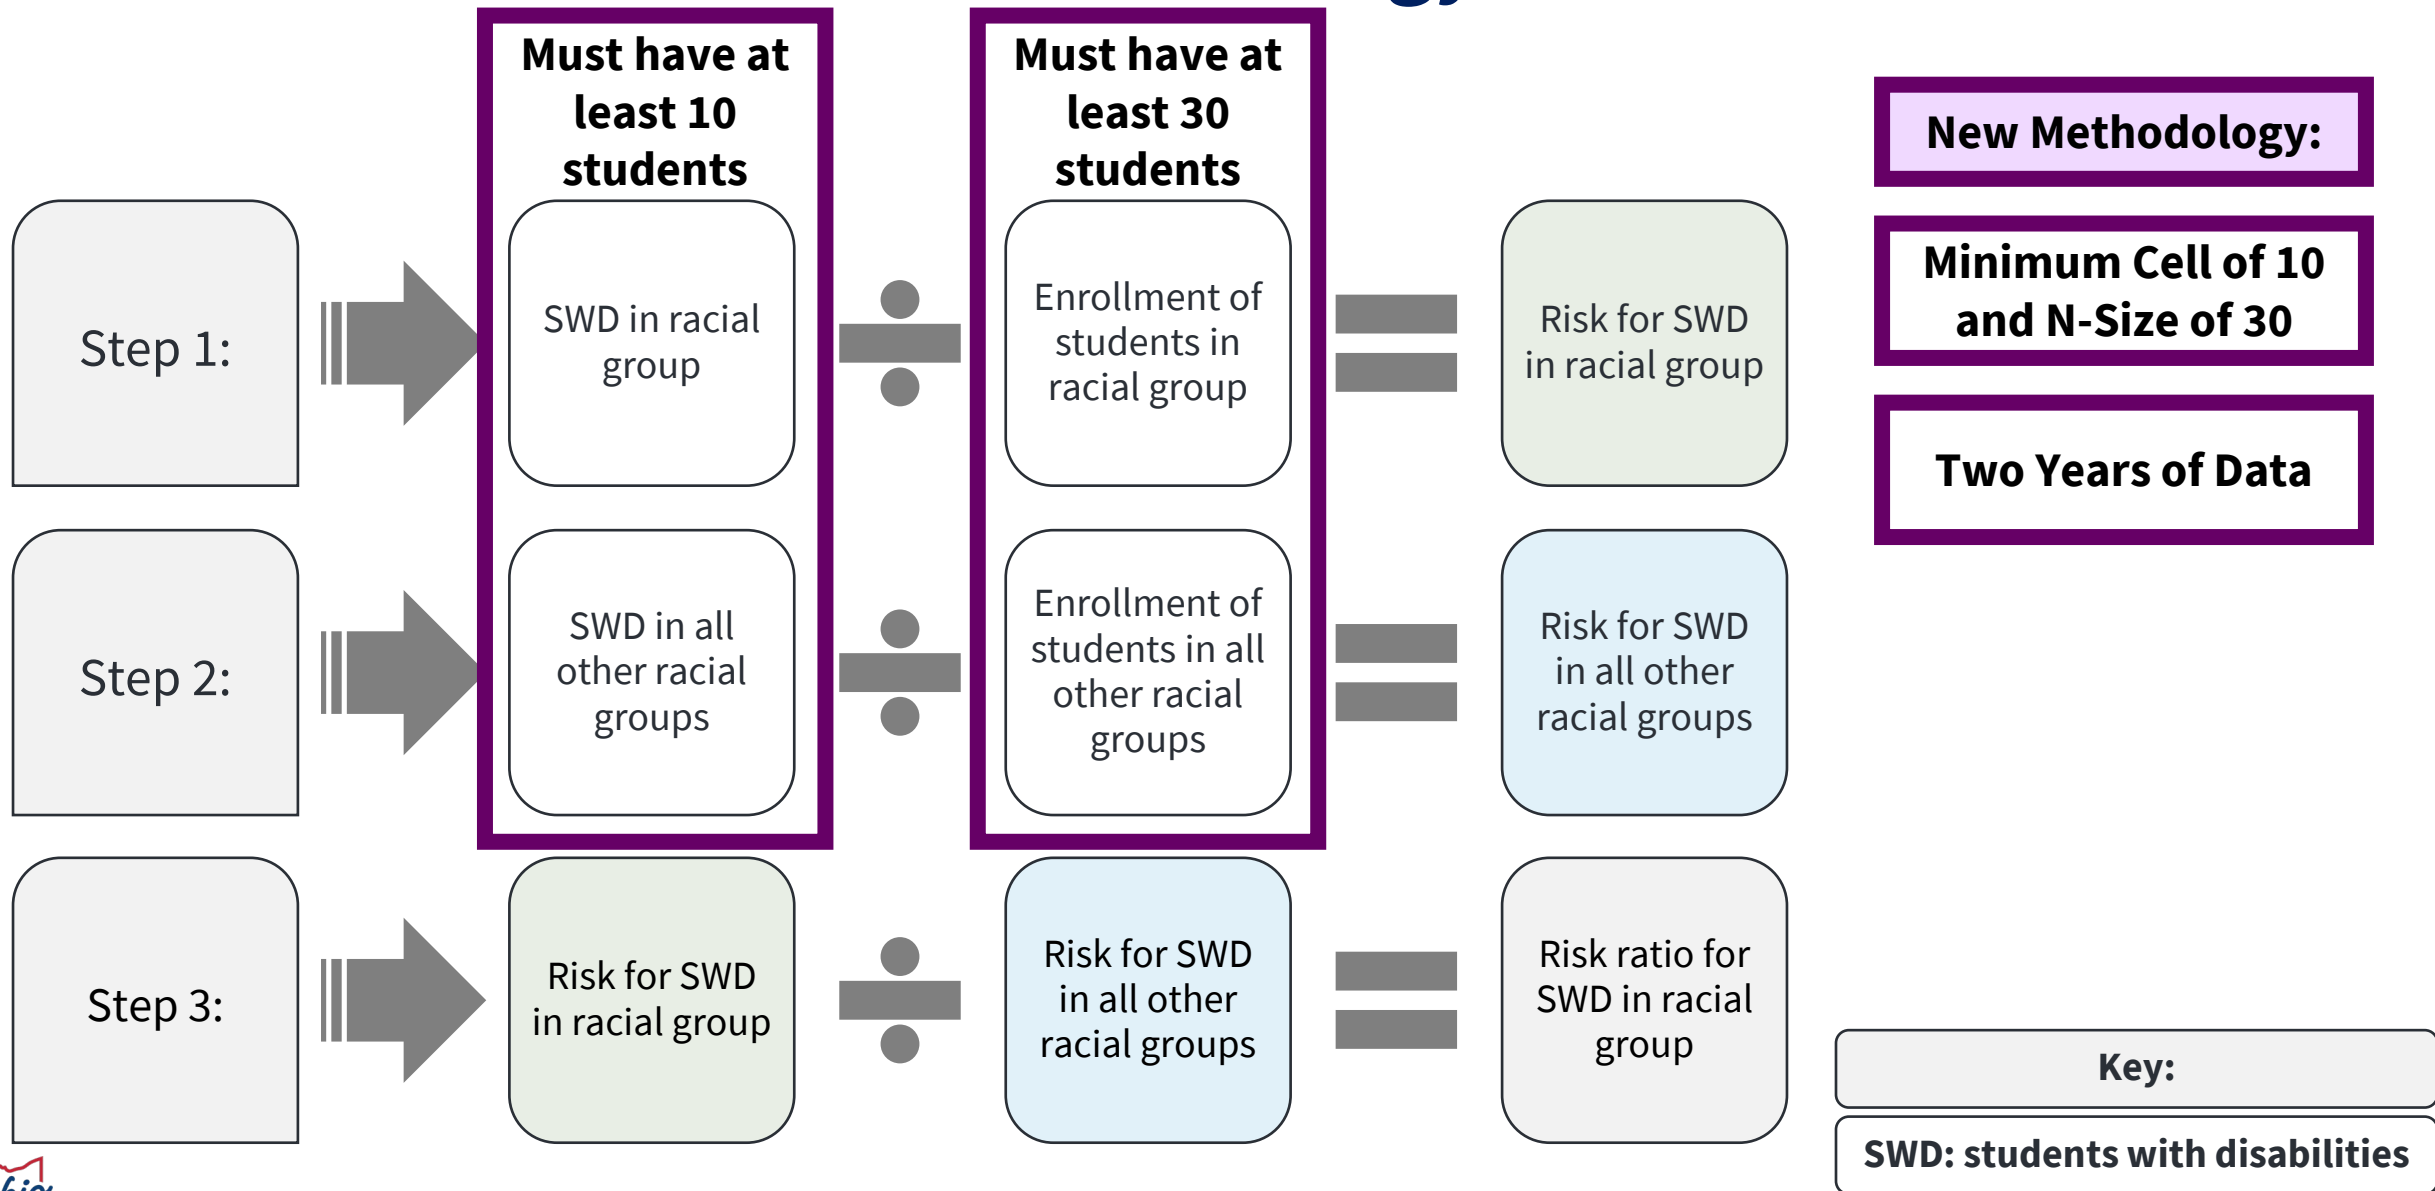 Must have at
least 10
students
Must have at
least 30
students
New Methodology:
Minimum Cell of 10
and N-Size of 30
Two Years of Data
Step 1:
SWD in racial
group
Enrollment of
students in
racial group
Risk for SWD
in racial group
Step 2:
SWD in all
other racial
groups
Enrollment of
students in all
other racial
groups
Risk for SWD
in all other
racial groups
Step 3:
Risk for SWD
in racial group
Risk for SWD
in all other
racial groups
Risk ratio for
SWD in racial
group
Key:
SWD: students with disabilities